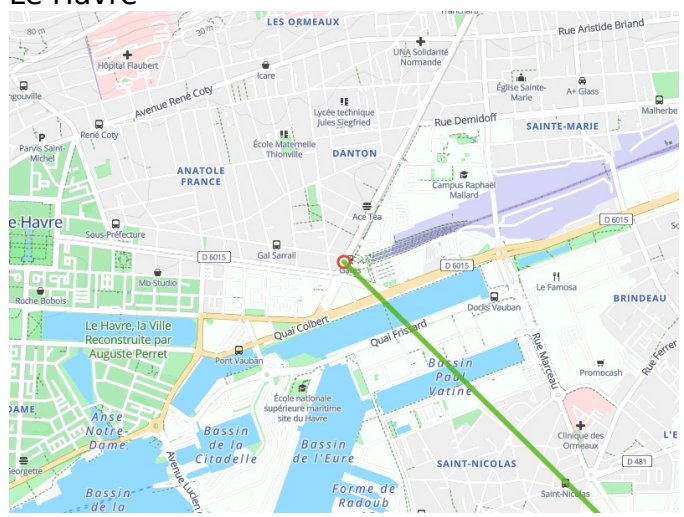 Le Havre
LES ORMEAUX
80 m
30 m
Rue Aristide Briand
UNA Solidarité
Normande
Hôpital Flaubert
Icare
Église Sainte-
Marie
A+ Glass
ngouville
Avenue René Coty
Lycée technique
Jules Siegfried
Rue Demidoff
Malherbe
René Coty
P
Parvis Saint-
Michel
École Maternelle
Thionville
DANTON
SAINTE-MARIE
ANATOLE
FRANCE
Campus Raphaël
Mallard
Ace Tea
e Havre
Sous-Préfecture
D 6015
Gal Sarrail
D 6015
Gares
D 6015
Mb Studio
Roche Bobois
Le Famosa
BRINDEAU
Docks Vauban
Le Havre, la Ville
Reconstruite par
Auguste Perret
Quai Colbert
Quai Frissard
Rue Marceau
Rue Ferrer
Pont Vauban
Bassin
Paul
Vatine
Promocash
École nationale
supérieure maritime
site du Havre
DAME
Anse
Notre-
Dame
Bassin
de la
Citadelle
Bassin
de l'Eure
Clinique des
Ormeaux
L'E
SAINT-NICOLAS
D 481
eorgette
Avenue Lucien
Bassin
de la
Forme de
Radoub
Saint-Nicolas